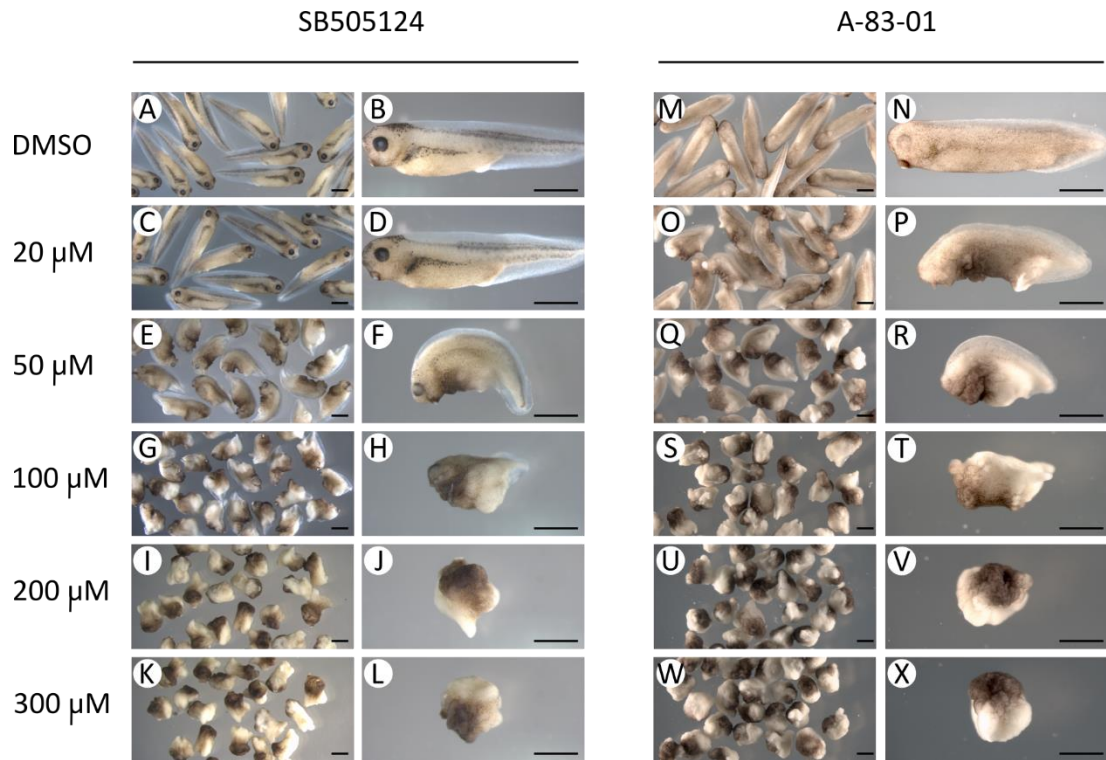 SB505124 A-83-01
DMSO A B M N
20 µM C D O P
50 µM E F Q R
100 µM G H S T
200 µM I J U V
300 µM K L W X